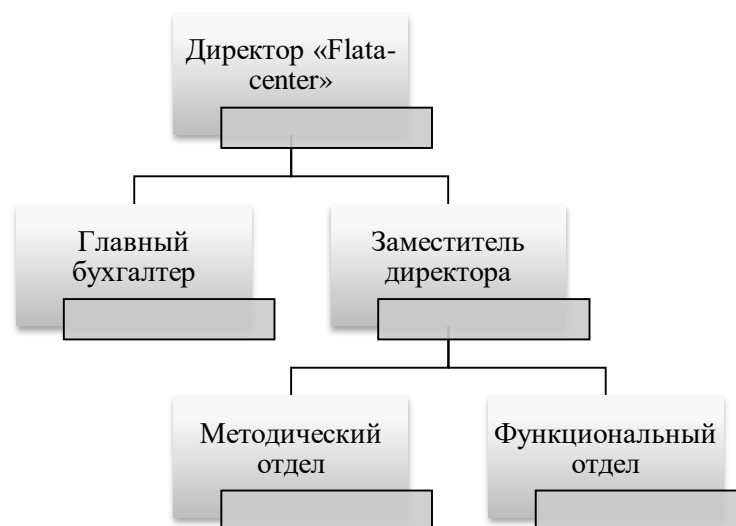 Директор «Flata-
center»
Главный
бухгалтер
Заместитель
директора
Методический
отдел
Функциональный
отдел